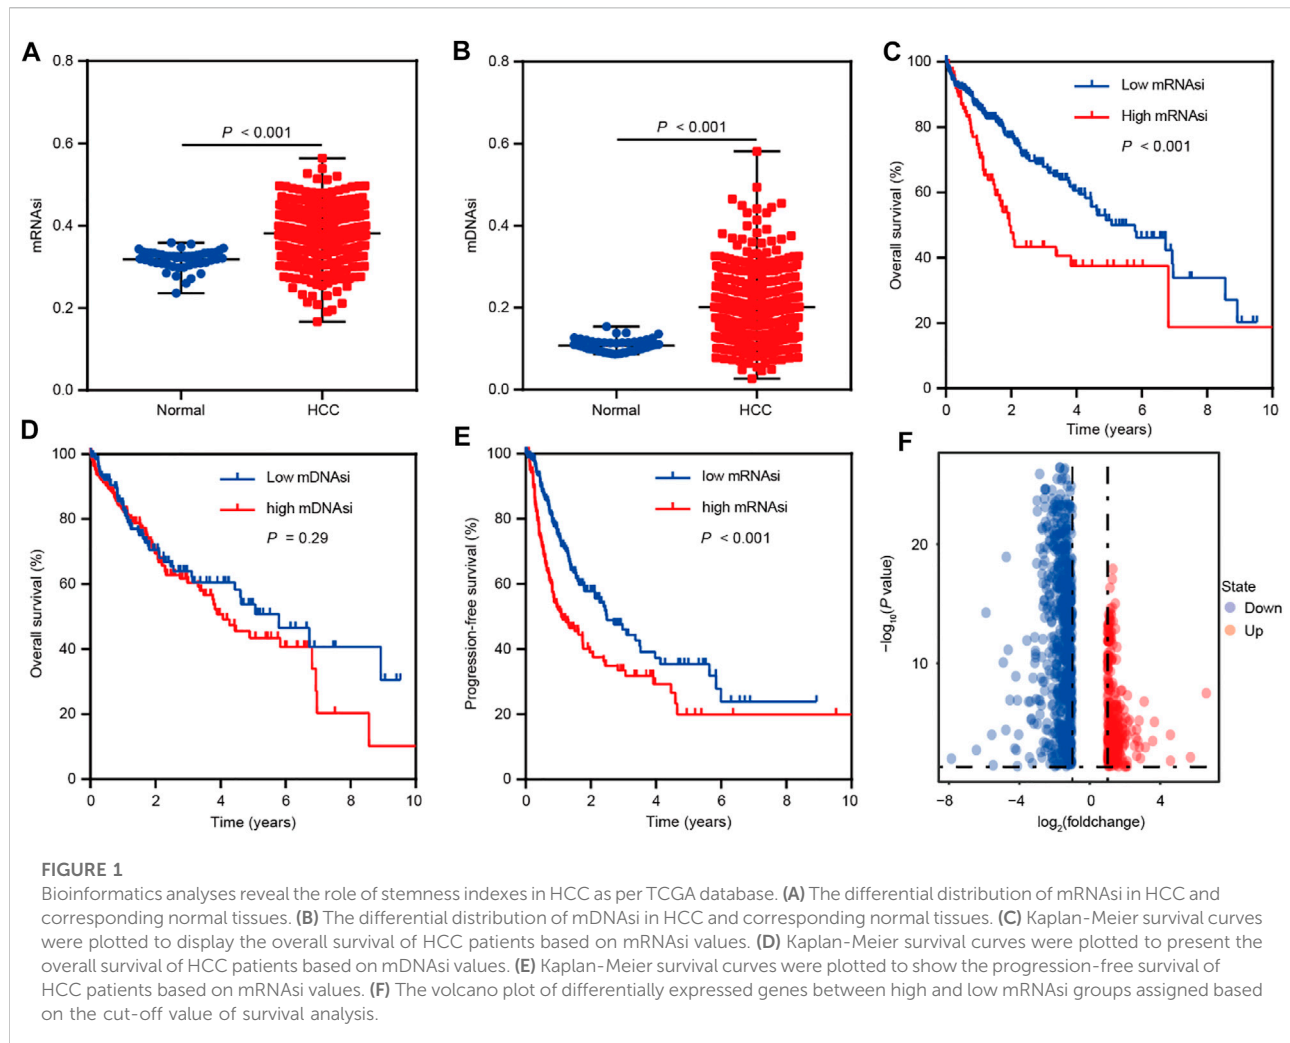 A
0.8
0.6
0.4
0.2
0.0
mRNAsi
P < 0.001
Normal
HCC
B
0.8
0.6
0.4
0.2
0.0
mDNAsi
P < 0.001
Normal
HCC
C
100
80
60
40
20
0
Overall survival (%)
Low mRNAsi
High mRNAsi
P < 0.001
0 2 4 6 8 10
Time (years)
D
100
80
60
40
20
0
Overall survival (%)
Low mDNAsi
high mDNAsi
P = 0.29
0 2 4 6 8 10
Time (years)
E
100
80
60
40
20
0
Progression-free survival (%)
low mRNAsi
high mRNAsi
P < 0.001
0 2 4 6 8 10
Time (years)
F
20
10
−log10(P value)
State
Down
Up
−8 −4 0 4
log2(foldchange)
FIGURE 1
Bioinformatics analyses reveal the role of stemness indexes in HCC as per TCGA database. (A) The differential distribution of mRNAsi in HCC and
corresponding normal tissues. (B) The differential distribution of mDNAsi in HCC and corresponding normal tissues. (C) Kaplan-Meier survival curves
were plotted to display the overall survival of HCC patients based on mRNAsi values. (D) Kaplan-Meier survival curves were plotted to present the
overall survival of HCC patients based on mDNAsi values. (E) Kaplan-Meier survival curves were plotted to show the progression-free survival of
HCC patients based on mRNAsi values. (F) The volcano plot of differentially expressed genes between high and low mRNAsi groups assigned based
on the cut-off value of survival analysis.